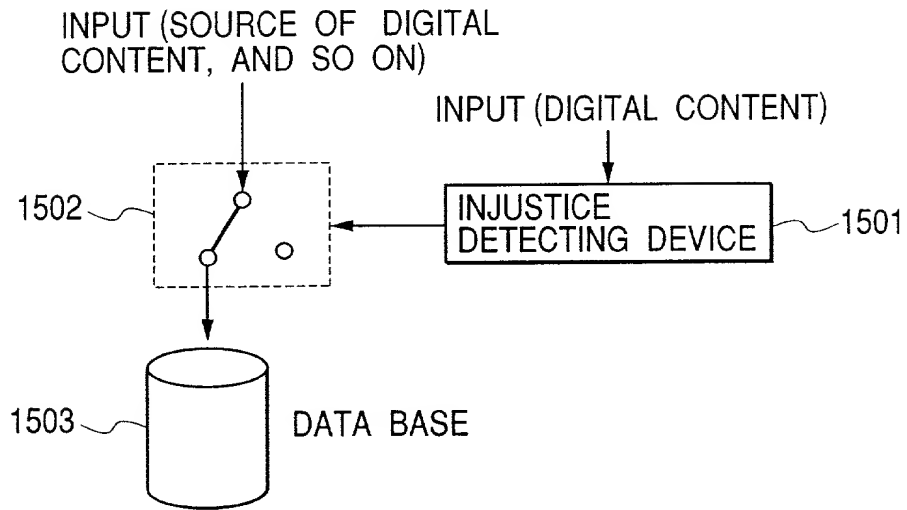 INPUT (SOURCE OF DIGITAL
CONTENT, AND SO ON)
INPUT (DIGITAL CONTENT)
1502
INJUSTICE
DETECTING DEVICE
1501
1503
DATA BASE